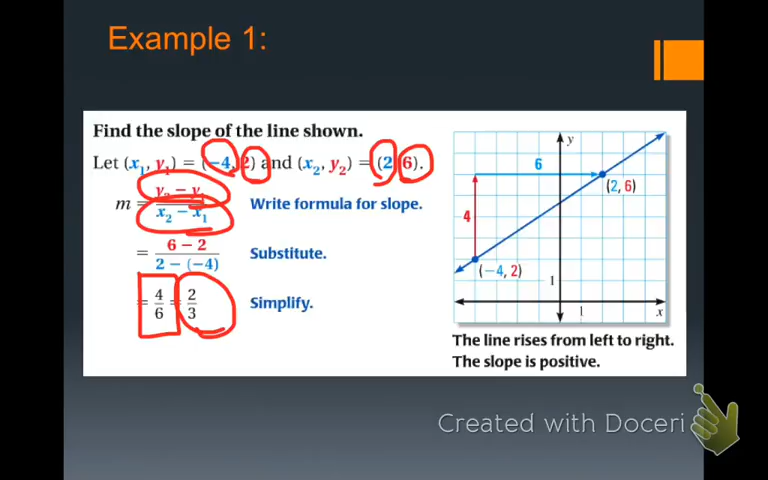 Example 1:
Find the slope of the line shown.
Let (x₁, y₁) = (−4, 2) and (x₂, y₂) = (2, 6).
m = y₂ − y₁ / x₂ − x₁ Write formula for slope.
= 6 − 2 / 2 − (−4) Substitute.
= 4/6 = 2/3 Simplify.
y
6
(2, 6)
4
(−4, 2)
1
1
x
The line rises from left to right.
The slope is positive.
Created with Doceri